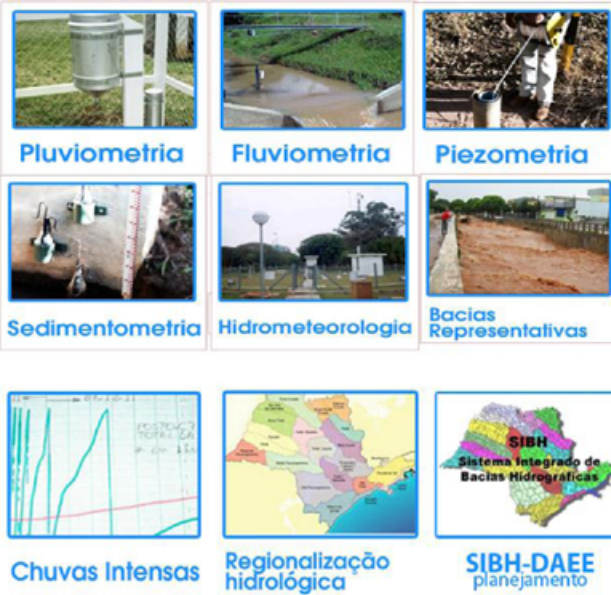 Pluviometria
Fluviometria
Piezometria
Sedimentometria
Hidrometeorologia
Bacias
Representativas
Chuvas Intensas
Regionalização
hidrológica
SIBH
Sistema Integrado de
Bacias Hidrográficas
SIBH-DAEE
planejamento